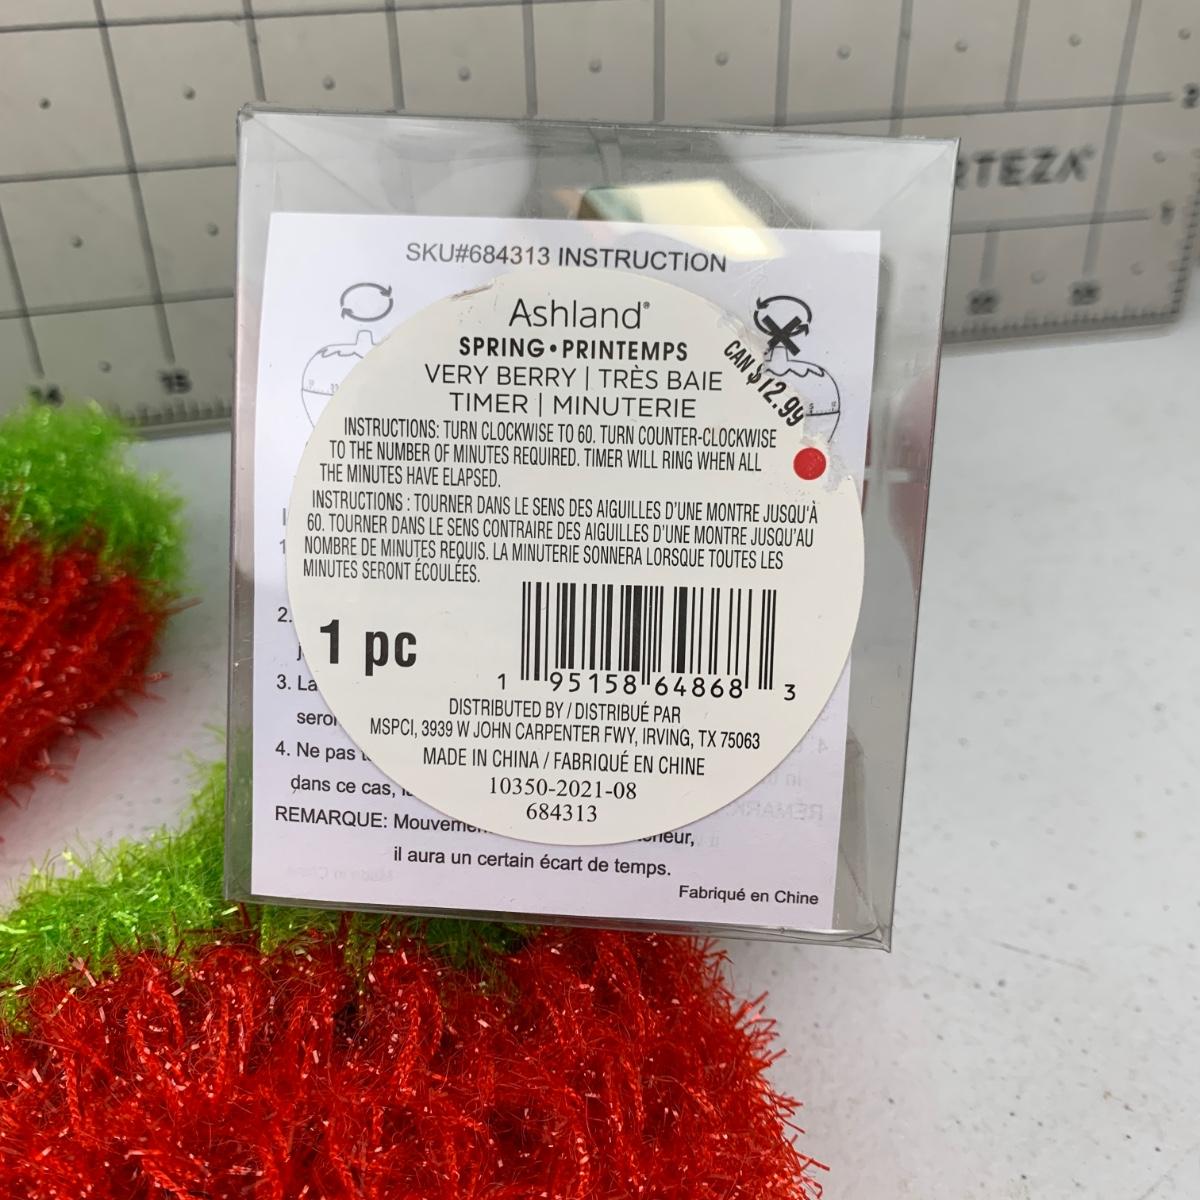 RTEZA
14
15
SKU#684313 INSTRUCTION
Ashland®
SPRING•PRINTEMPS
VERY BERRY | TRÈS BAIE
TIMER | MINUTERIE
CAN $12.99
INSTRUCTIONS: TURN CLOCKWISE TO 60. TURN COUNTER-CLOCKWISE
TO THE NUMBER OF MINUTES REQUIRED. TIMER WILL RING WHEN ALL
THE MINUTES HAVE ELAPSED.
INSTRUCTIONS : TOURNER DANS LE SENS DES AIGUILLES D'UNE MONTRE JUSQU'À
60. TOURNER DANS LE SENS CONTRAIRE DES AIGUILLES D'UNE MONTRE JUSQU'AU
NOMBRE DE MINUTES REQUIS. LA MINUTERIE SONNERA LORSQUE TOUTES LES
MINUTES SERONT ÉCOULÉES.
1 pc
1 95158 64868 3
DISTRIBUTED BY / DISTRIBUÉ PAR
MSPCI, 3939 W JOHN CARPENTER FWY, IRVING, TX 75063
MADE IN CHINA / FABRIQUÉ EN CHINE
10350-2021-08
684313
2.
3. La
4. Ne pas
dans ce cas,
REMARQUE:
il aura un certain écart de temps.
Fabriqué en Chine